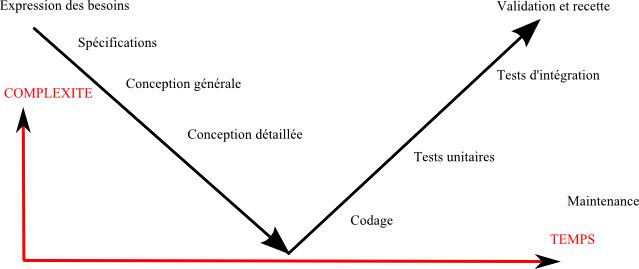 Expression des besoins
Validation et recette
Spécifications
Tests d'intégration
Conception générale
COMPLEXITE
Conception détaillée
Tests unitaires
Maintenance
Codage
TEMPS